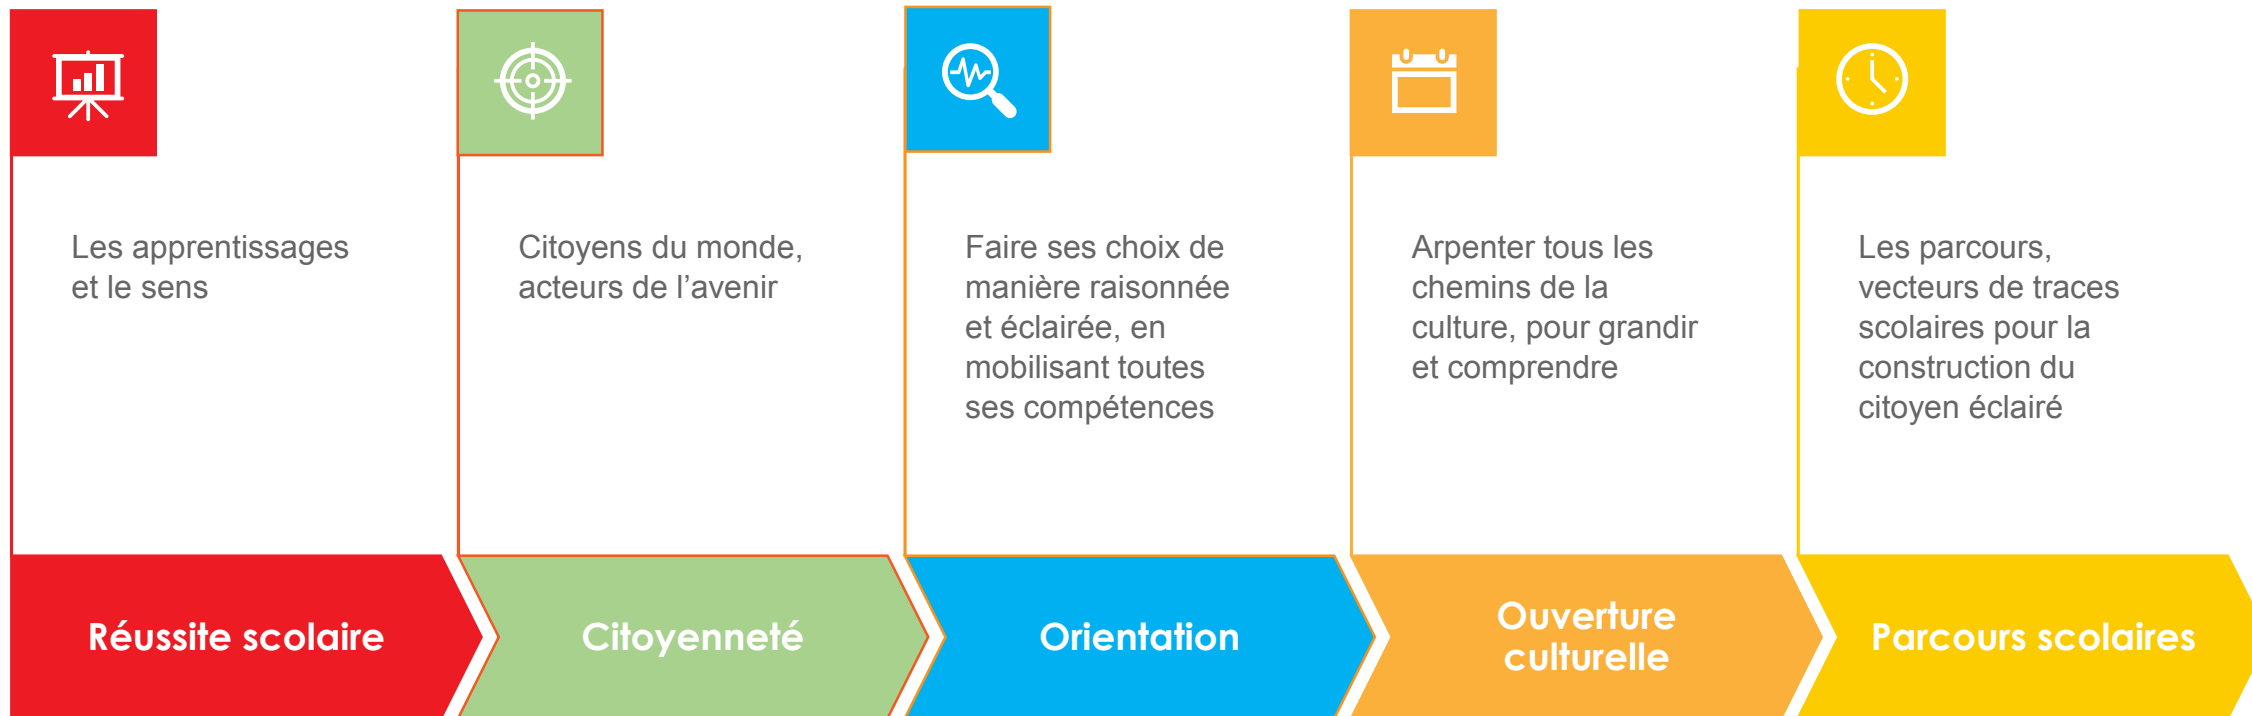 Les apprentissages
et le sens
Citoyens du monde,
acteurs de l’avenir
Faire ses choix de
manière raisonnée
et éclairée, en
mobilisant toutes
ses compétences
Arpenter tous les
chemins de la
culture, pour grandir
et comprendre
Les parcours,
vecteurs de traces
scolaires pour la
construction du
citoyen éclairé
Réussite scolaire
Citoyenneté
Orientation
Ouverture
culturelle
Parcours scolaires